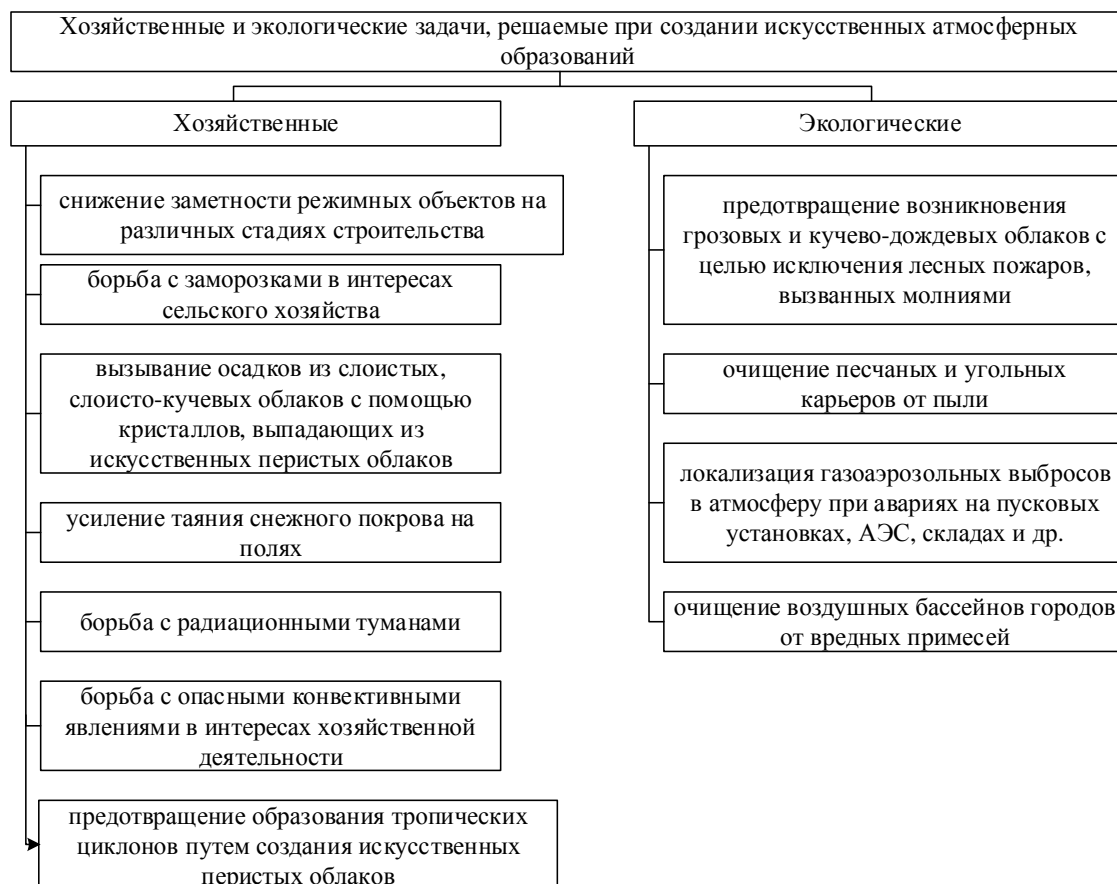 Хозяйственные и экологические задачи, решаемые при создании искусственных атмосферных
образований
Хозяйственные
снижение заметности режимных объектов на
различных стадиях строительства
борьба с заморозками в интересах
сельского хозяйства
вызывание осадков из слоистых,
слоисто-кучевых облаков с помощью
кристаллов, выпадающих из
искусственных перистых облаков
усиление таяния снежного покрова на
полях
борьба с радиационными туманами
борьба с опасными конвективными
явлениями в интересах хозяйственной
деятельности
предотвращение образования тропических
циклонов путем создания искусственных
перистых облаков
Экологические
предотвращение возникновения
грозовых и кучево-дождевых облаков с
целью исключения лесных пожаров,
вызванных молниями
очищение песчаных и угольных
карьеров от пыли
локализация газоаэрозольных выбросов
в атмосферу при авариях на пусковых
установках, АЭС, складах и др.
очищение воздушных бассейнов городов
от вредных примесей